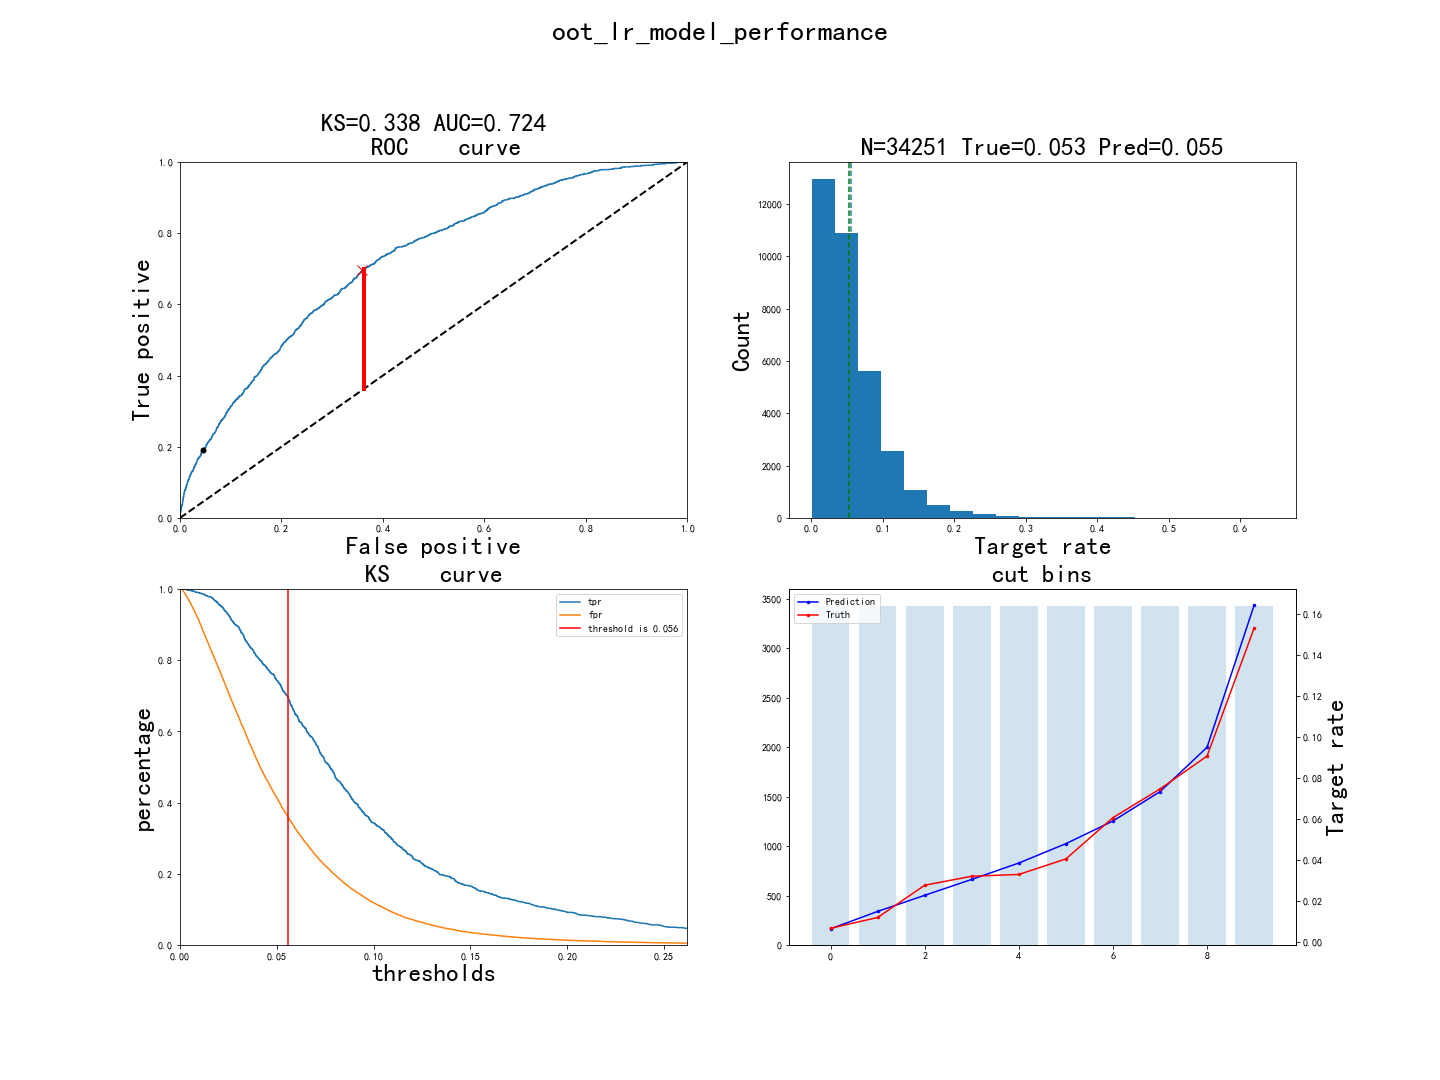 oot_lr_model_performance
KS=0.338 AUC=0.724
ROC curve
1.0
0.8
0.6
0.4
0.2
0.0
0.0 0.2 0.4 0.6 0.8 1.0
True positive
False positive
N=34251 True=0.053 Pred=0.055
12000
10000
8000
6000
4000
2000
0
0.0 0.1 0.2 0.3 0.4 0.5 0.6
Count
Target rate
KS curve
tpr
fpr
threshold is 0.056
1.0
0.8
0.6
0.4
0.2
0.0
0.00 0.05 0.10 0.15 0.20 0.25
percentage
thresholds
cut bins
Prediction
Truth
3500
3000
2500
2000
1500
1000
500
0
0 2 4 6 8
0.16
0.14
0.12
0.10
0.08
0.06
0.04
0.02
0.00
Target rate